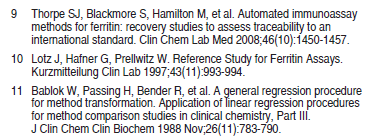 9 Thorpe SJ, Blackmore S, Hamilton M, et al. Automated immunoassay
methods for ferritin: recovery studies to assess traceability to an
international standard. Clin Chem Lab Med 2008;46(10):1450-1457.
10 Lotz J, Hafner G, Prellwitz W. Reference Study for Ferritin Assays.
Kurzmitteilung Clin Lab 1997;43(11):993-994.
11 Bablok W, Passing H, Bender R, et al. A general regression procedure
for method transformation. Application of linear regression procedures
for method comparison studies in clinical chemistry, Part III.
J Clin Chem Clin Biochem 1988 Nov;26(11):783-790.